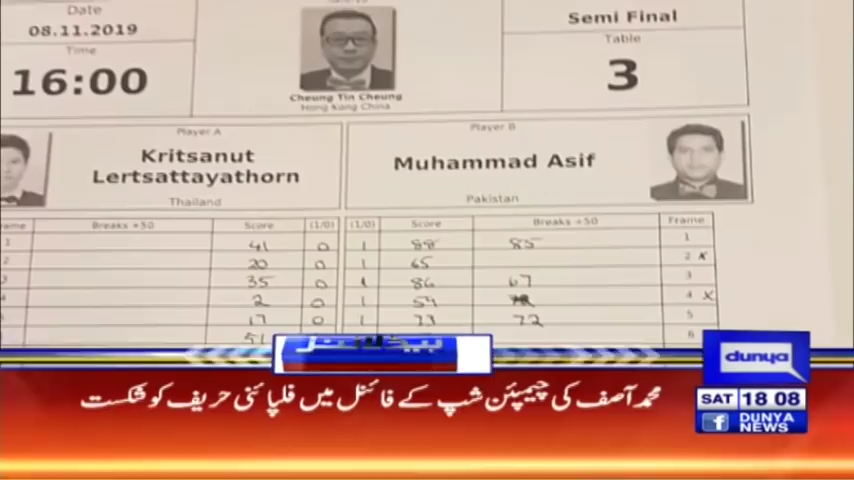 Date
08.11.2019
Time
16:00
Cheung Tin Cheung
Hong Kong China
Semi Final
Table
3
Player A
Kritsanut
Lertsattayathorn
Thailand
Player B
Muhammad Asif
Pakistan
Breaks +50 Score (1/0) (1/0) Score Breaks +50 Frame
1 41 0 1 88 85 1
20 0 1 65 2 x
35 0 1 86 67 3
2 0 1 54 4 x
17 0 1 73 72 5
51 6
ہیڈلائنز
محمد آصف کی چیمپئن شپ کے فائنل میں فلپائنی حریف کو شکست
dunya
SAT 18 08
f DUNYA
NEWS